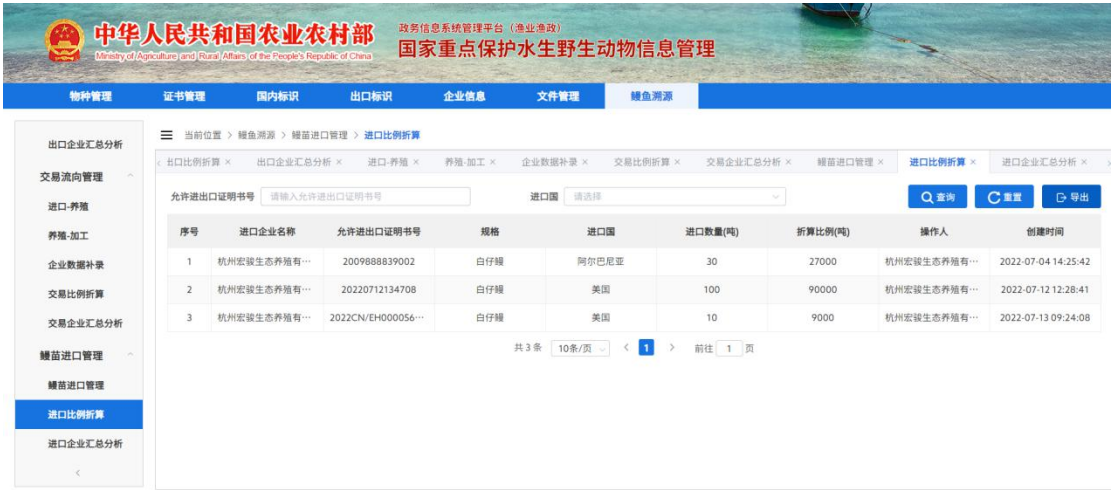 中华人民共和国农业农村部
Ministry of Agriculture and Rural Affairs of the People's Republic of China
政务信息系统管理平台（渔业渔政）
国家重点保护水生野生动物信息管理
物种管理 证书管理 国内标识 出口标识 企业信息 文件管理 鳗鱼溯源
出口企业汇总分析
交易流向管理
进口-养殖
养殖-加工
企业数据补录
交易比例折算
交易企业汇总分析
鳗苗进口管理
鳗苗进口管理
进口比例折算
进口企业汇总分析
当前位置 > 鳗鱼溯源 > 鳗苗进口管理 > 进口比例折算
出口比例折算 × 出口企业汇总分析 × 进口-养殖 × 养殖-加工 × 企业数据补录 × 交易比例折算 × 交易企业汇总分析 × 鳗苗进口管理 × 进口比例折算 × 进口企业汇总分析 ×
允许进出口证明书号 请输入允许进出口证明书号 进口国 请选择 查询 重置 导出
序号 进口企业名称 允许进出口证明书号 规格 进口国 进口数量(吨) 折算比例(吨) 操作人 创建时间
1 杭州宏骏生态养殖有… 2009888839002 白仔鳗 阿尔巴尼亚 30 27000 杭州宏骏生态养殖有… 2022-07-04 14:25:42
2 杭州宏骏生态养殖有… 20220712134708 白仔鳗 美国 100 90000 杭州宏骏生态养殖有… 2022-07-12 12:28:41
3 杭州宏骏生态养殖有… 2022CN/EH000056… 白仔鳗 美国 10 9000 杭州宏骏生态养殖有… 2022-07-13 09:24:08
共 3 条 10条/页 < 1 > 前往 1 页